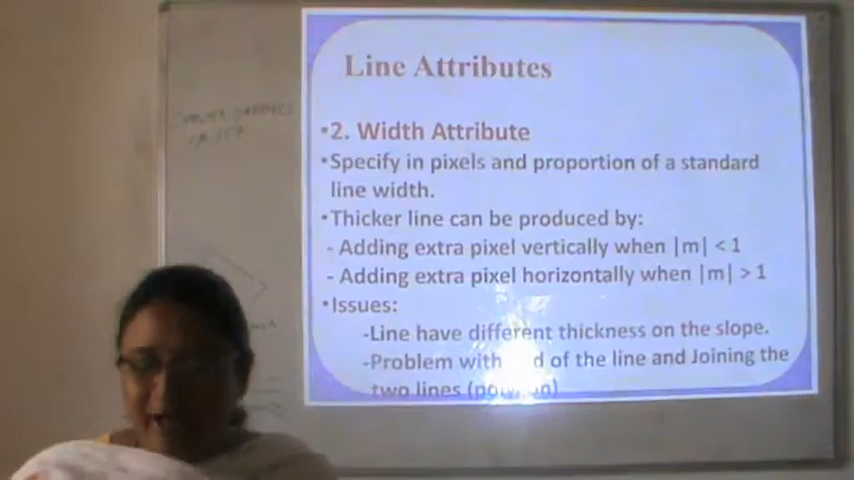 Line Attributes
•2. Width Attribute
•Specify in pixels and proportion of a standard
line width.
•Thicker line can be produced by:
- Adding extra pixel vertically when |m| < 1
- Adding extra pixel horizontally when |m| > 1
•Issues:
-Line have different thickness on the slope.
-Problem with of the line and Joining the
two lines